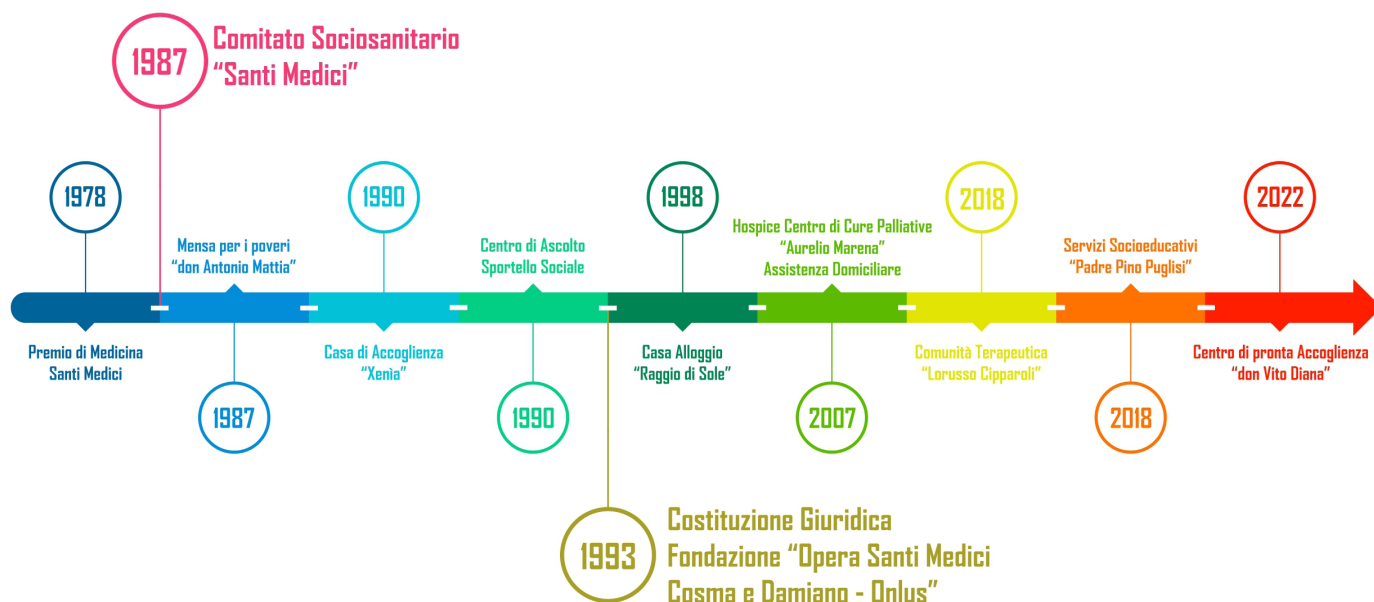 1987
Comitato Sociosanitario
“Santi Medici”
1978
Premio di Medicina
Santi Medici
Mensa per i poveri
“don Antonio Mattia”
1987
1990
Casa di Accoglienza
“Xenìa”
Centro di Ascolto
Sportello Sociale
1990
1993
Costituzione Giuridica
Fondazione “Opera Santi Medici
Cosma e Damiano - Onlus”
1998
Casa Alloggio
“Raggio di Sole”
Hospice Centro di Cure Palliative
“Aurelio Marena”
Assistenza Domiciliare
2007
2018
Comunità Terapeutica
“Lorusso Cipparoli”
Servizi Socioeducativi
“Padre Pino Puglisi”
2018
2022
Centro di pronta Accoglienza
“don Vito Diana”